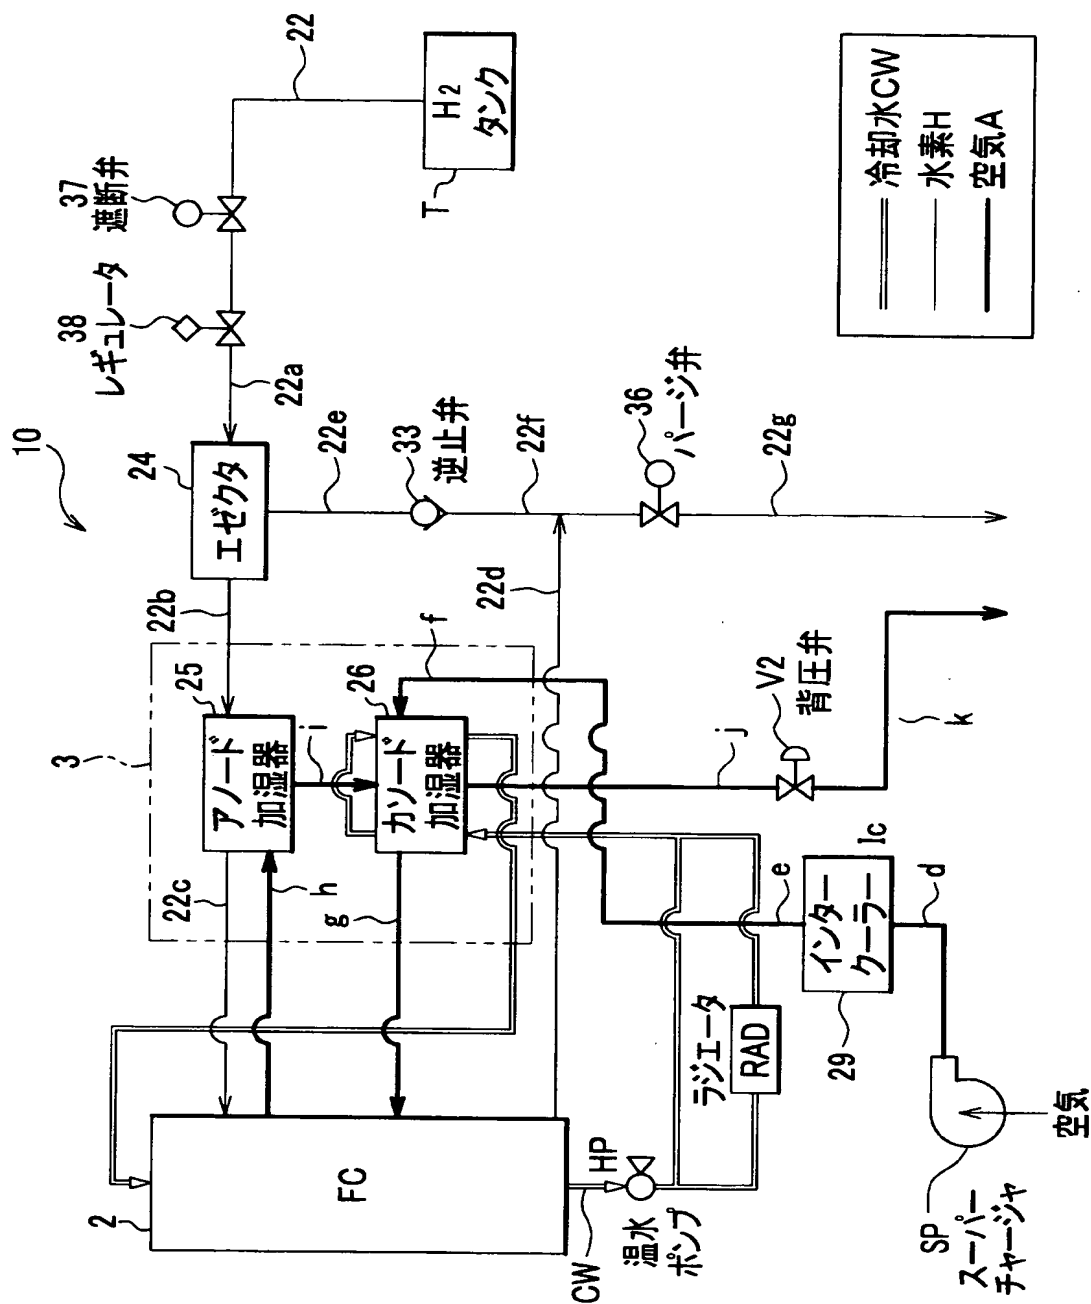 10
37
遮断弁
38
レギュレータ
22
22a
H2
タンク
T
24
エゼクタ
22e
33
逆止弁
22f
36
パージ弁
22g
22b
22d
3
25
アノード
加湿器
i
26
カソード
加湿器
f
j
V2
背圧弁
k
22c
h
g
e
インター
クーラー
Ic
29
d
ラジエータ
RAD
2
FC
CW
HP
温水
ポンプ
SP
スーパー
チャージャ
空気
冷却水CW
水素H
空気A